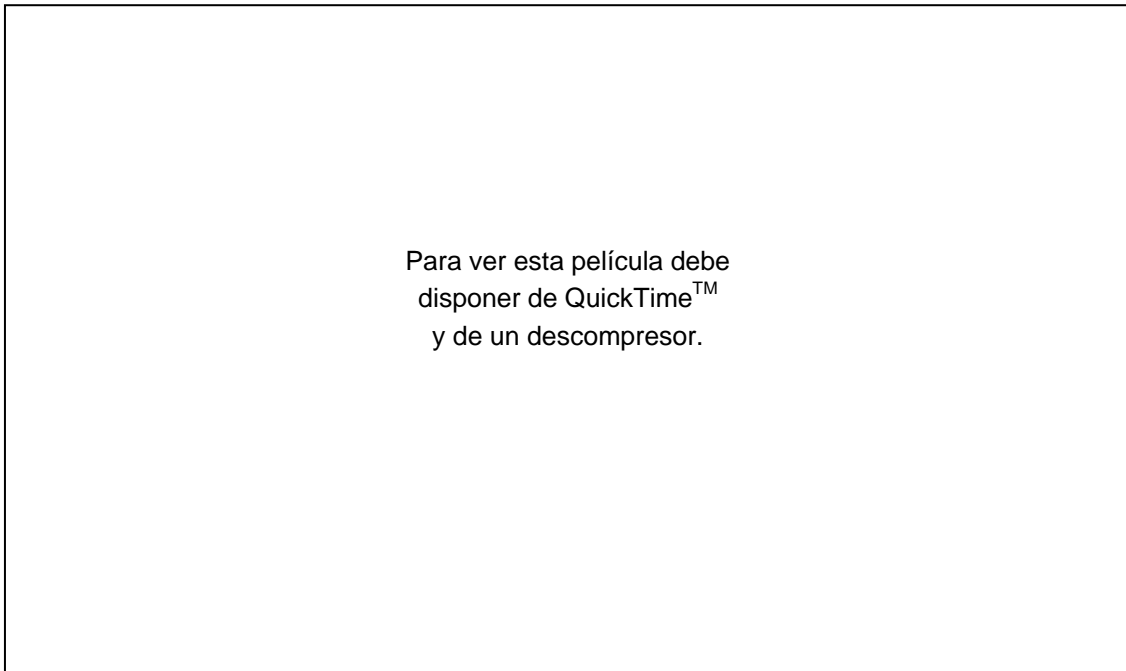 Para ver esta película debe
disponer de QuickTime™
y de un descompresor.